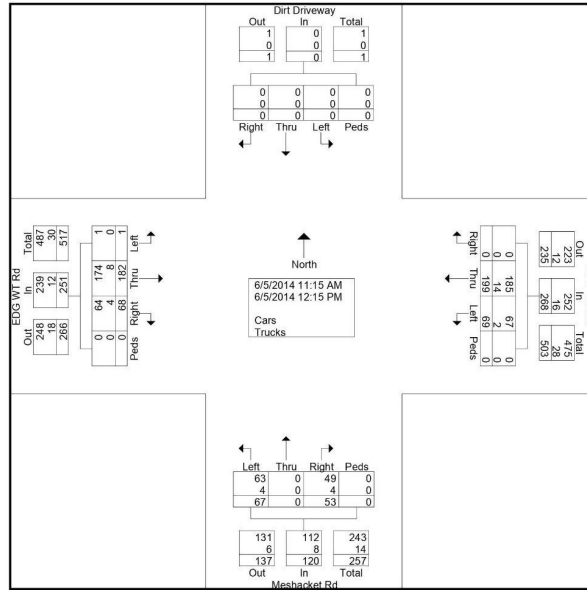 Dirt Driveway
Out In Total
1 0 1
0 0 0
1 0 1
0 0 0 0
0 0 0 0
0 0 0 0
Right Thru Left Peds
EDG WT Rd
Total In Out
487 239 248
30 12 18
517 251 266
1 174 64 0
0 8 4 0
1 182 68 0
Left Thru Right Peds
North
6/5/2014 11:15 AM
6/5/2014 12:15 PM
Cars
Trucks
Out In Total
223 252 475
12 16 28
235 268 503
0 185 67 0
0 14 2 0
0 199 69 0
Right Thru Left Peds
Left Thru Right Peds
63 0 49 0
4 0 4 0
67 0 53 0
131 112 243
6 8 14
137 120 257
Out In Total
Meshacket Rd